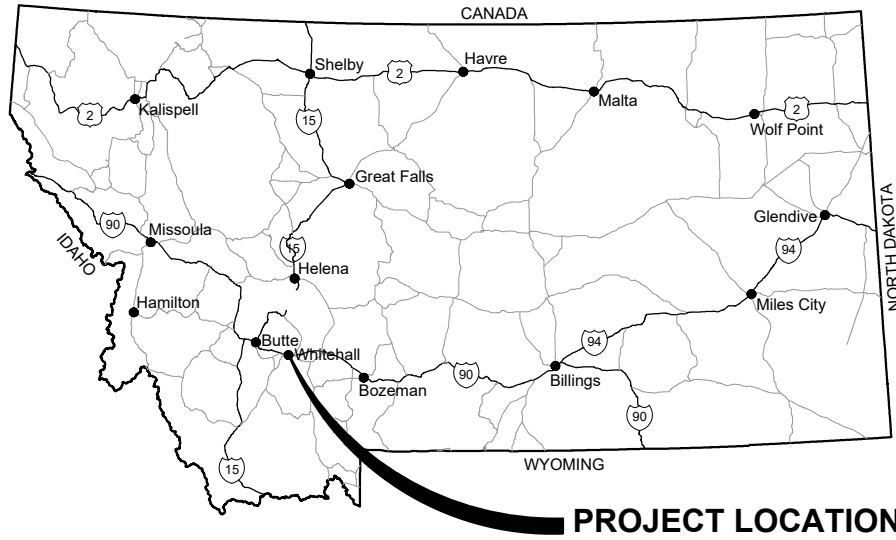 CANADA
Shelby
Havre
2
Kalispell
2
Malta
2
Wolf Point
15
Great Falls
Glendive
NORTH DAKOTA
90
Missoula
IDAHO
15
Helena
94
Hamilton
Miles City
Butte
Whitehall
94
90
Bozeman
Billings
90
WYOMING
15
PROJECT LOCATION